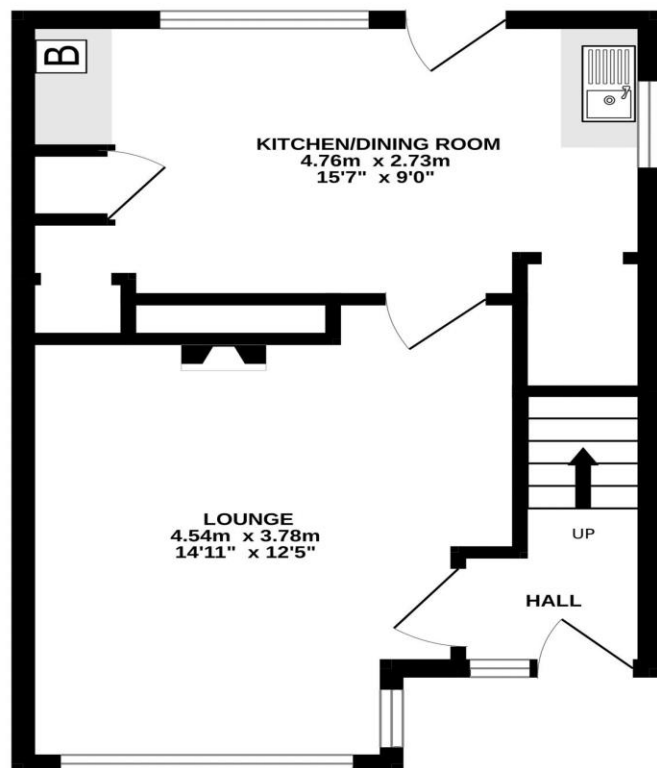 B
KITCHEN/DINING ROOM
4.76m x 2.73m
15'7" x 9'0"
LOUNGE
4.54m x 3.78m
14'11" x 12'5"
UP
HALL